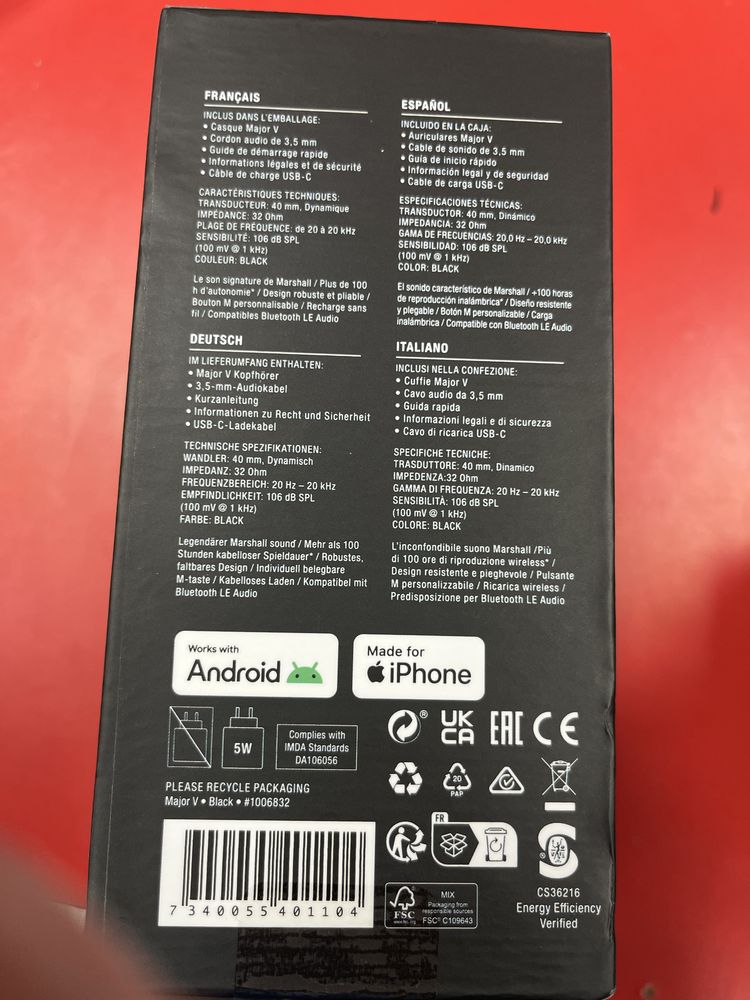 FRANÇAIS
INCLUS DANS L'EMBALLAGE:
• Casque Major V
• Cordon audio de 3,5 mm
• Guide de démarrage rapide
• Informations légales et de sécurité
• Câble de charge USB-C
CARACTÉRISTIQUES TECHNIQUES:
TRANSDUCTEUR: 40 mm, Dynamique
IMPÉDANCE: 32 Ohm
PLAGE DE FRÉQUENCE: de 20 à 20 kHz
SENSIBILITÉ: 106 dB SPL
(100 mV @ 1 kHz)
COULEUR: BLACK
Le son signature de Marshall / Plus de 100
h d'autonomie* / Design robuste et pliable /
Bouton M personnalisable / Recharge sans
fil / Compatibles Bluetooth LE Audio
ESPAÑOL
INCLUIDO EN LA CAJA:
• Auriculares Major V
• Cable de sonido de 3,5 mm
• Guía de inicio rápido
• Información legal y de seguridad
• Cable de carga USB-C
ESPECIFICACIONES TÉCNICAS:
TRANSDUCTOR: 40 mm, Dinámico
IMPEDANCIA: 32 Ohm
GAMA DE FRECUENCIAS: 20,0 Hz – 20,0 kHz
SENSIBILIDAD: 106 dB SPL
(100 mV @ 1 kHz)
COLOR: BLACK
El sonido característico de Marshall / +100 horas
de reproducción inalámbrica* / Diseño resistente
y plegable / Botón M personalizable / Carga
inalámbrica / Compatible con Bluetooth LE Audio
DEUTSCH
IM LIEFERUMFANG ENTHALTEN:
• Major V Kopfhörer
• 3,5-mm-Audiokabel
• Kurzanleitung
• Informationen zu Recht und Sicherheit
• USB-C-Ladekabel
TECHNISCHE SPEZIFIKATIONEN:
WANDLER: 40 mm, Dynamisch
IMPEDANZ: 32 Ohm
FREQUENZBEREICH: 20 Hz – 20 kHz
EMPFINDLICHKEIT: 106 dB SPL
(100 mV @ 1 kHz)
FARBE: BLACK
Legendärer Marshall sound / Mehr als 100
Stunden kabelloser Spieldauer* / Robustes,
faltbares Design / Individuell belegbare
M-taste / Kabelloses Laden / Kompatibel mit
Bluetooth LE Audio
ITALIANO
INCLUSI NELLA CONFEZIONE:
• Cuffie Major V
• Cavo audio da 3,5 mm
• Guida rapida
• Informazioni legali e di sicurezza
• Cavo di ricarica USB-C
SPECIFICHE TECNICHE:
TRASDUTTORE: 40 mm, Dinamico
IMPEDENZA:32 Ohm
GAMMA DI FREQUENZA: 20 Hz – 20 kHz
SENSIBILITÀ: 106 dB SPL
(100 mV @ 1 kHz)
COLORE: BLACK
L'inconfondibile suono Marshall /Più
di 100 ore di riproduzione wireless* /
Design resistente e pieghevole / Pulsante
M personalizzabile / Ricarica wireless /
Predisposizione per Bluetooth LE Audio
Works with
Android
Made for
iPhone
5W
Complies with
IMDA Standards
DA106056
®
UK
CA
EAC
CE
PLEASE RECYCLE PACKAGING
Major V • Black • #1006832
20
PAP
FR
7 340055 401104
FSC
www.fsc.org
MIX
Packaging from
responsible sources
FSC® C109643
CS36216
Energy Efficiency
Verified